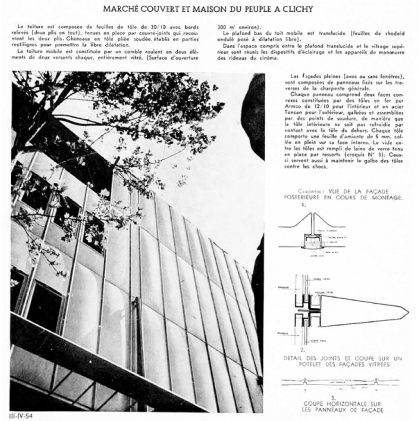 MARCHÉ COUVERT ET MAISON DU PEUPLE A CLICHY
La toiture est composée de feuilles de tôle de 30/10 avec bords
relevés (deux plis en tout), tenues en place par couvre-joints qui recou-
vrent les deux plis. Chéneaux en tôle pliée soudée, établis en parties
rectilignes pour permettre la libre dilatation.
La toiture mobile est constituée par un comble roulant en deux élé-
ments de deux versants chaque, entièrement vitré. (Surface d'ouverture
300 m² environ).
Le plafond bas du toit mobile est translucide (feuilles de rhodoïd
ondulé posé à dilatation libre).
Dans l'espace compris entre le plafond translucide et le vitrage supé-
rieur sont réunis les dispositifs d'éclairage et les appareils de manœuvre
des rideaux du cinéma.
Les façades pleines (avec ou sans fenêtres),
sont composées de panneaux fixés sur les tra-
verses de la charpente générale.
Chaque panneau comprend deux faces con-
vexes constituées par des tôles en fer pur
Armco de 12/10 pour l'intérieur et en acier
Tensan pour l'extérieur, galbées et assemblées
par des points de soudure, de manière que
la tôle intérieure ne soit pas refroidie par
contact avec la tôle du dehors. Chaque tôle
comporte une feuille d'amiante de 5 mm. col-
lée en plein sur sa face interne. Le vide en-
tre les tôles est rempli de laine de verre tenu
en place par ressorts (croquis N° 3). Ceux-
ci servent aussi à maintenir le galbe des tôles
contre les chocs.
VUE DE LA FAÇADE
POSTÉRIEURE EN COURS DE MONTAGE.
1.
2.
DETAIL DES JOINTS ET COUPE SUR UN
POTELET DES FAÇADES VITRÉES.
3.
COUPE HORIZONTALE SUR
LES PANNEAUX DE FAÇADE
III-IV-54